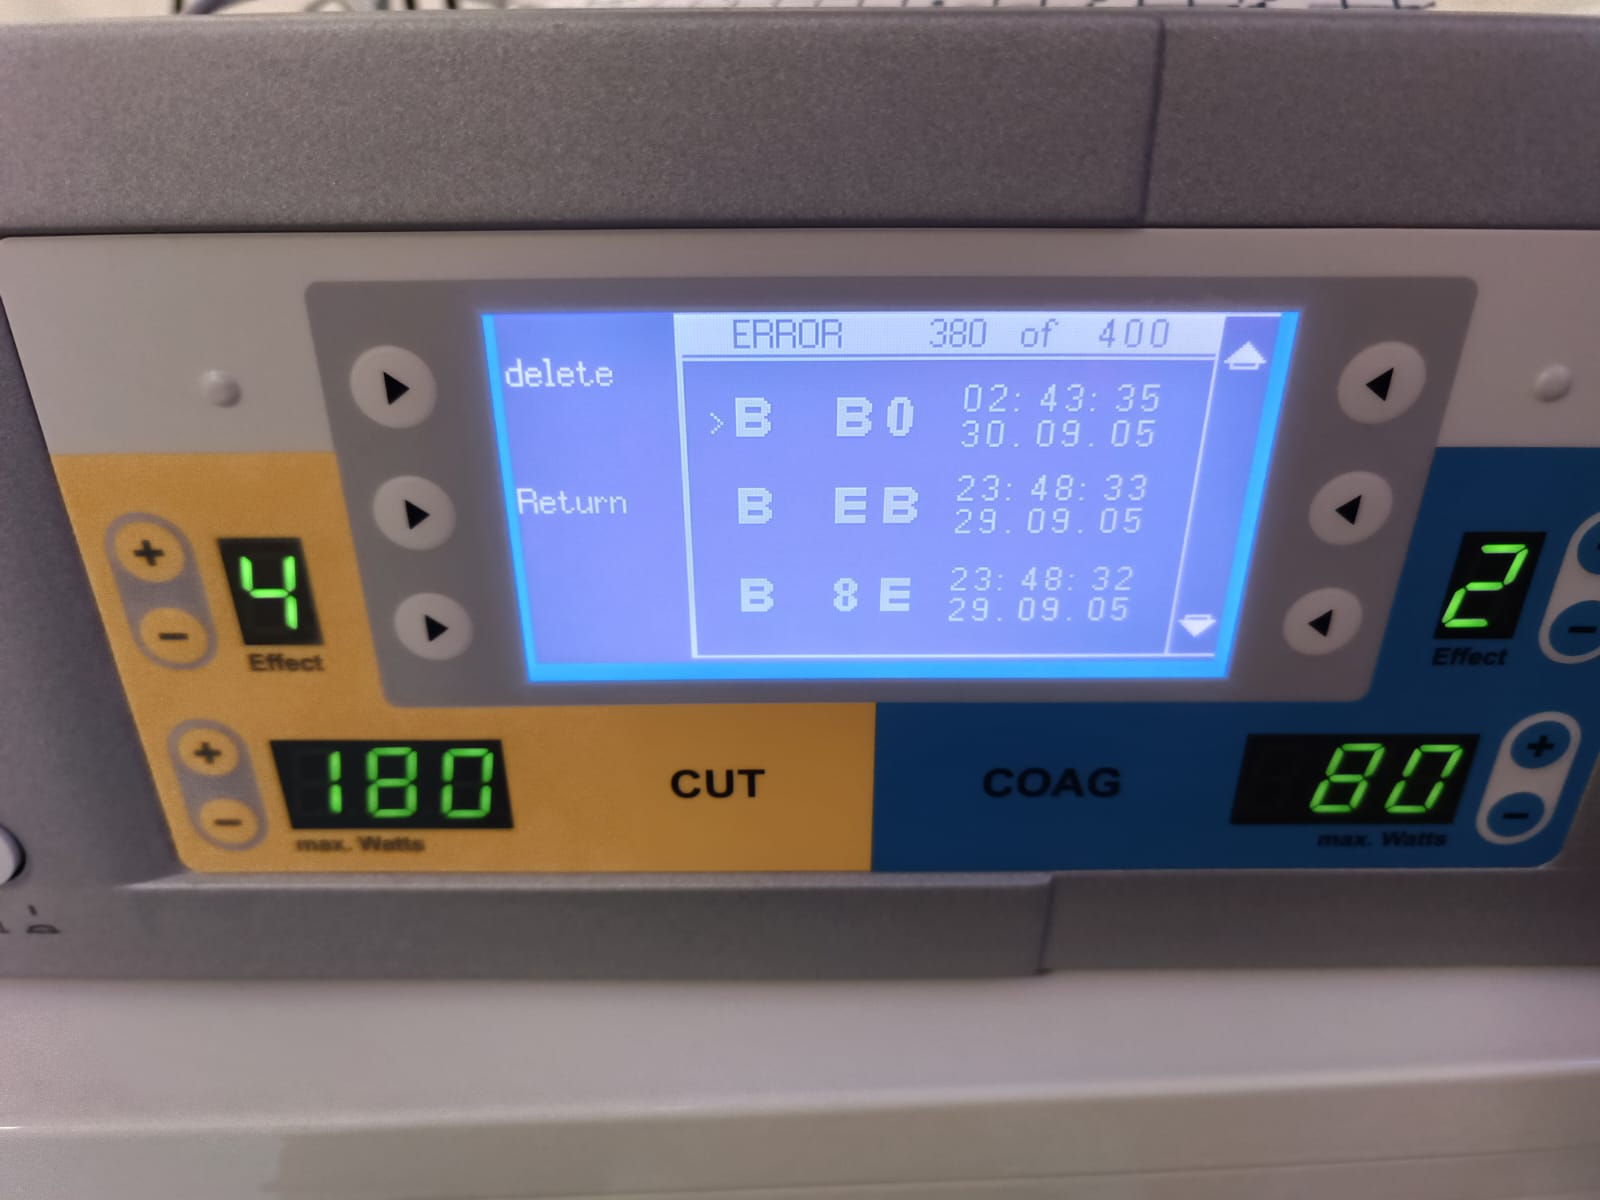 ERROR 380 of 400
delete
> B B0 02:43:35
30.09.05
Return
B EB 23:48:33
29.09.05
B 8E 23:48:32
29.09.05
+
-
4
Effect
2
Effect
+
-
180
max. Watts
CUT
COAG
80
max. Watts
+
-